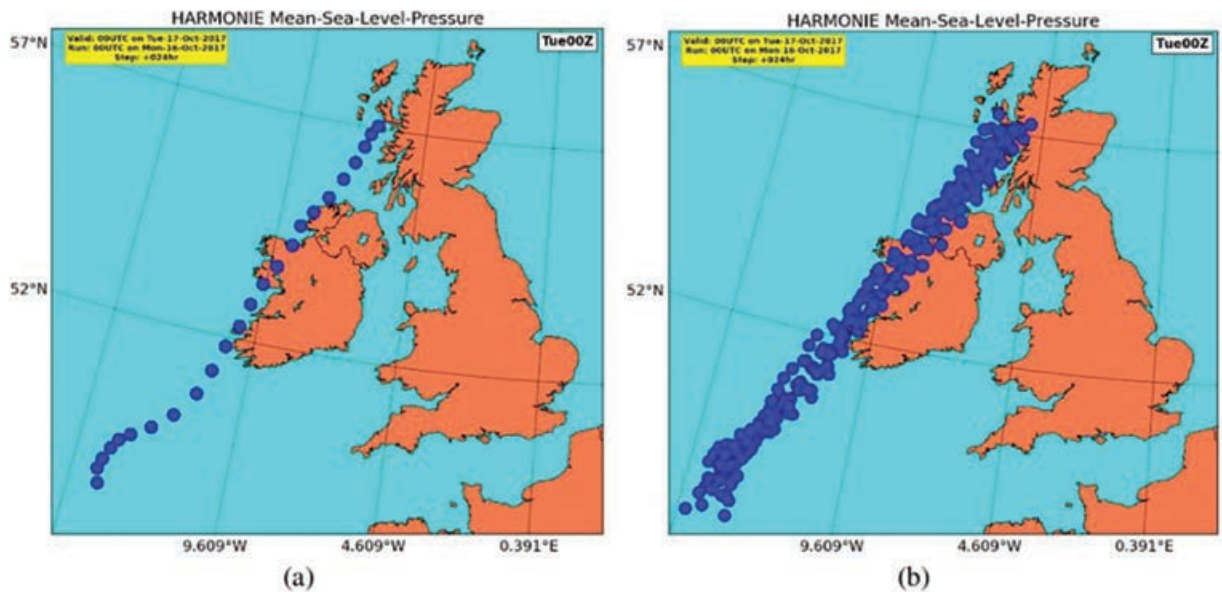 HARMONIE Mean-Sea-Level-Pressure
57°N
Valid: 00UTC on Tue-17-Oct-2017
Run: 00UTC on Mon-16-Oct-2017
Step: +024hr
Tue00Z
52°N
9.609°W
4.609°W
0.391°E
(a)
HARMONIE Mean-Sea-Level-Pressure
57°N
Valid: 00UTC on Tue-17-Oct-2017
Run: 00UTC on Mon-16-Oct-2017
Step: +024hr
Tue00Z
52°N
9.609°W
4.609°W
0.391°E
(b)